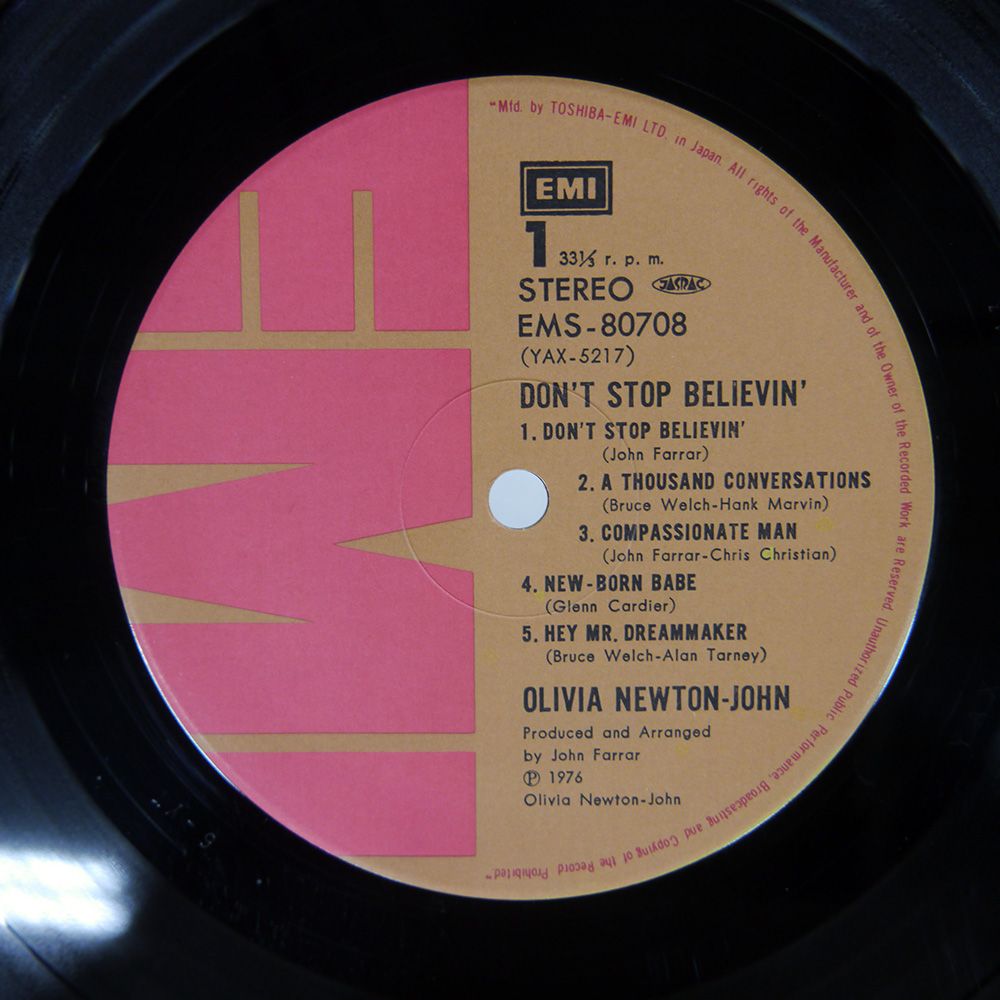 "Mfd. by TOSHIBA-EMI LTD. in Japan. All rights of the Manufacturer and of the Owner of the Recorded Work are Reserved. Unauthorized Public Performance, Broadcasting and Copying of the Record Prohibited"
EMI
1 33⅓ r. p. m.
STEREO JASRAC
EMS-80708
(YAX-5217)
DON'T STOP BELIEVIN'
1. DON'T STOP BELIEVIN'
(John Farrar)
2. A THOUSAND CONVERSATIONS
(Bruce Welch-Hank Marvin)
3. COMPASSIONATE MAN
(John Farrar-Chris Christian)
4. NEW-BORN BABE
(Glenn Cardier)
5. HEY MR. DREAMMAKER
(Bruce Welch-Alan Tarney)
OLIVIA NEWTON-JOHN
Produced and Arranged
by John Farrar
℗ 1976
Olivia Newton-John
EMI